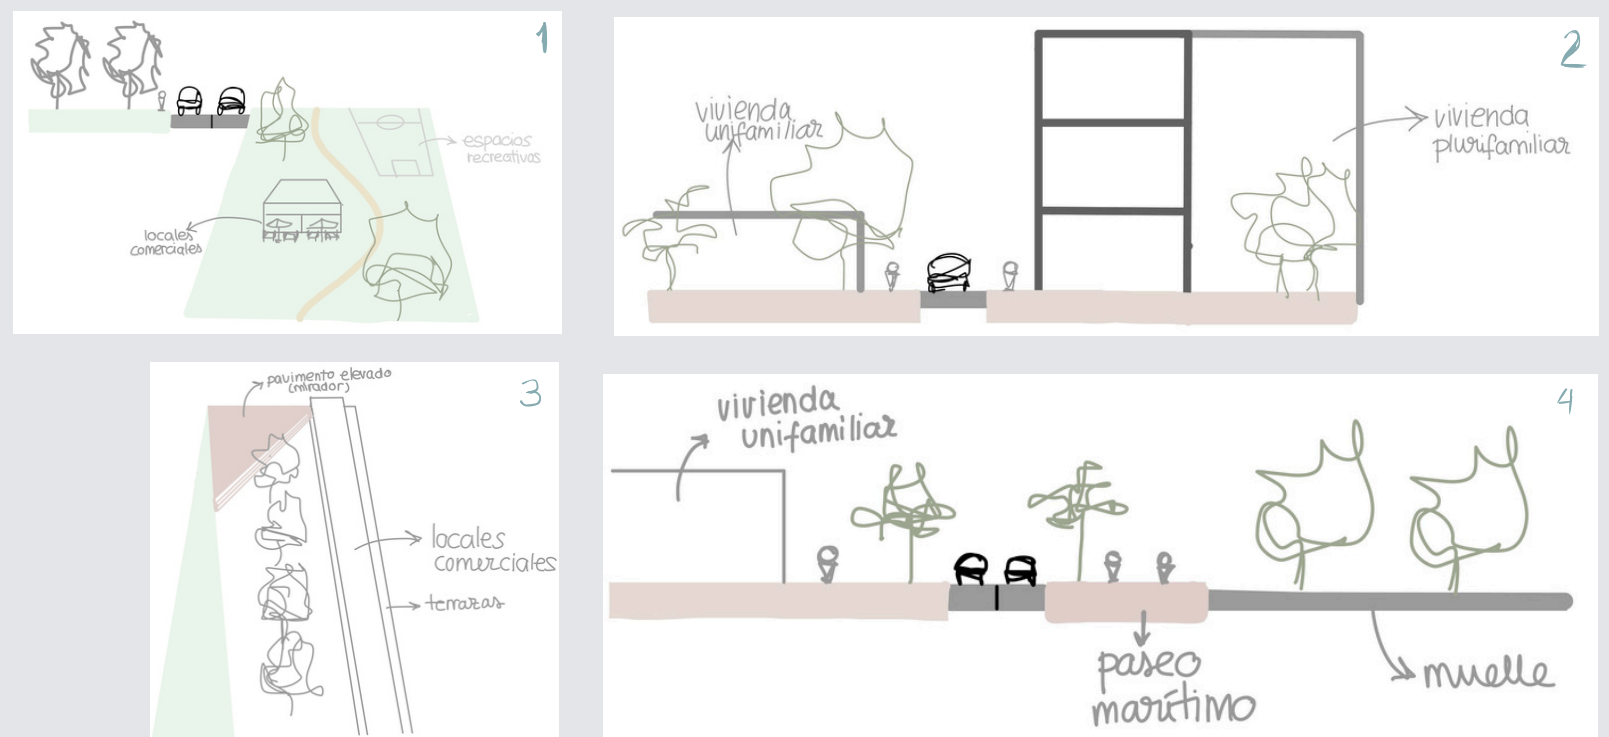 1
espacios
recreativas
locales
comerciales
2
vivienda
unifamiliar
vivienda
plurifamiliar
3
pavimento elevado
(mirador)
locales
comerciales
terrazas
4
vivienda
unifamiliar
paseo
marítimo
muelle